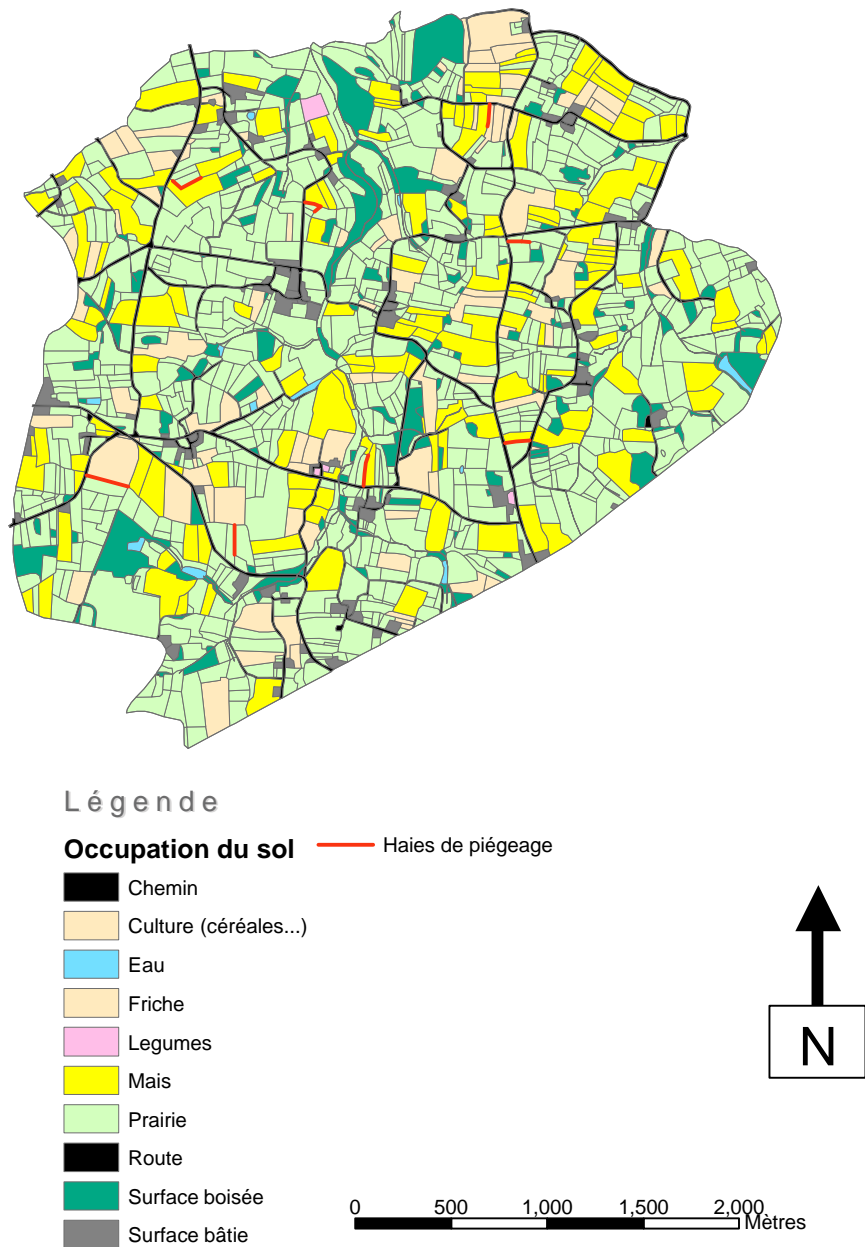 Légende
Occupation du sol
Haies de piégeage
Chemin
Culture (céréales...)
Eau
Friche
Legumes
Mais
Prairie
Route
Surface boisée
Surface bâtie
N
0 500 1,000 1,500 2,000
Mètres